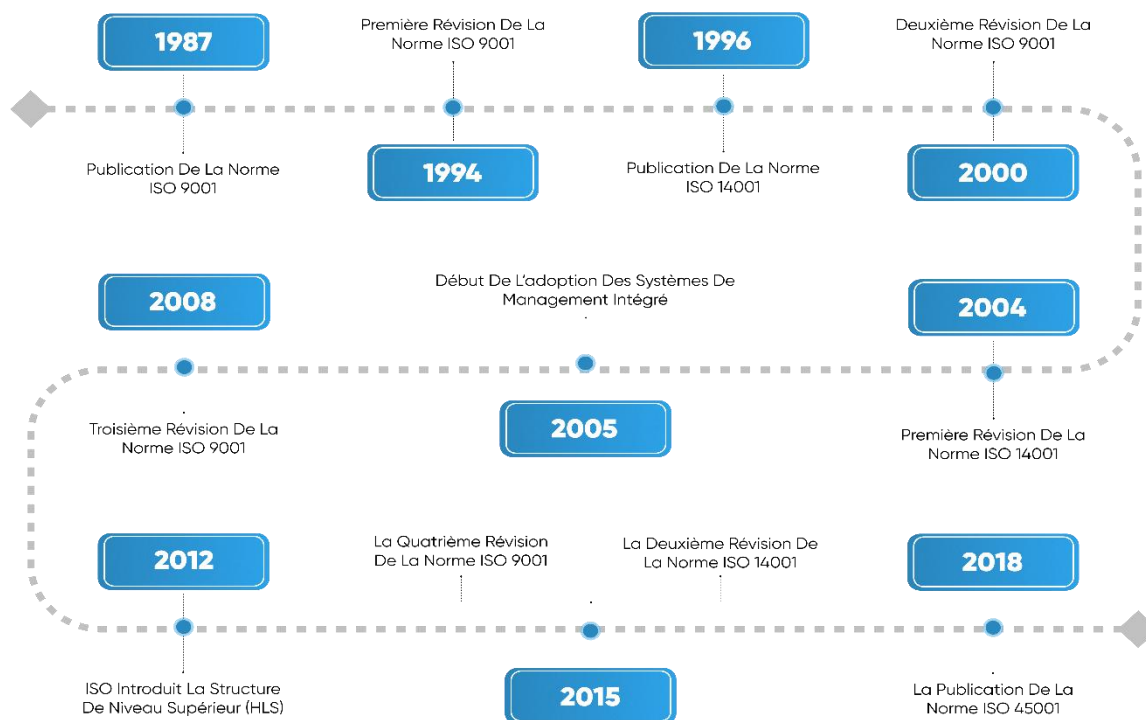 1987
Publication De La Norme
ISO 9001
Première Révision De La
Norme ISO 9001
1994
1996
Publication De La Norme
ISO 14001
Deuxième Révision De La
Norme ISO 9001
2000
2004
Première Révision De La
Norme ISO 14001
Début De L'adoption Des Systèmes De
Management Intégré
2005
2008
Troisième Révision De La
Norme ISO 9001
2012
ISO Introduit La Structure
De Niveau Supérieur (HLS)
La Quatrième Révision
De La Norme ISO 9001
La Deuxième Révision De
La Norme ISO 14001
2015
2018
La Publication De La
Norme ISO 45001